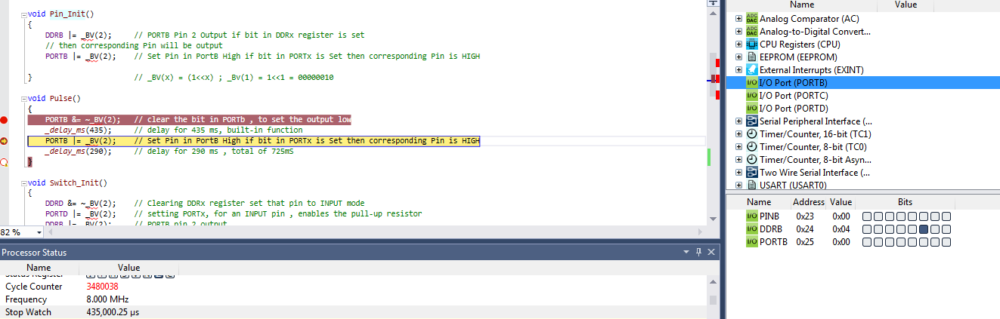 void Pin_Init()
{
DDRB |= _BV(2);    // PORTB Pin 2 Output if bit in DDRx register is set
// then corresponding Pin will be output
PORTB |= _BV(2);   // Set Pin in PortB High if bit in PORTx is Set then corresponding Pin is HIGH
}                  // _BV(x) = (1<<x) ; _Bv(1) = 1<<1 = 00000010
void Pulse()
{
PORTB &= ~_BV(2);  // clear the bit in PORTb , to set the output low
_delay_ms(435);    // delay for 435 ms, built-in function
PORTB |= _BV(2);   // Set Pin in PortB High if bit in PORTx is Set then corresponding Pin is HIGH
_delay_ms(290);    // delay for 290 ms , total of 725mS
}
void Switch_Init()
{
DDRD &= ~_BV(2);   // Clearing DDRx register set that pin to INPUT mode
PORTD |= _BV(2);   // setting PORTx, for an INPUT pin , enables the pull-up resistor
DDRB |= _BV(2);    // PORTB pin 2 output
82 %
Processor Status
Name Value
Status Register
Cycle Counter 3480038
Frequency 8.000 MHz
Stop Watch 435,000.25 µs
Name Value
Analog Comparator (AC)
Analog-to-Digital Convert...
CPU Registers (CPU)
EEPROM (EEPROM)
External Interrupts (EXINT)
I/O Port (PORTB)
I/O Port (PORTC)
I/O Port (PORTD)
Serial Peripheral Interface (...
Timer/Counter, 16-bit (TC1)
Timer/Counter, 8-bit (TC0)
Timer/Counter, 8-bit Asyn...
Two Wire Serial Interface (...
USART (USART0)
Name Address Value Bits
I/O PINB 0x23 0x00
I/O DDRB 0x24 0x04
I/O PORTB 0x25 0x00